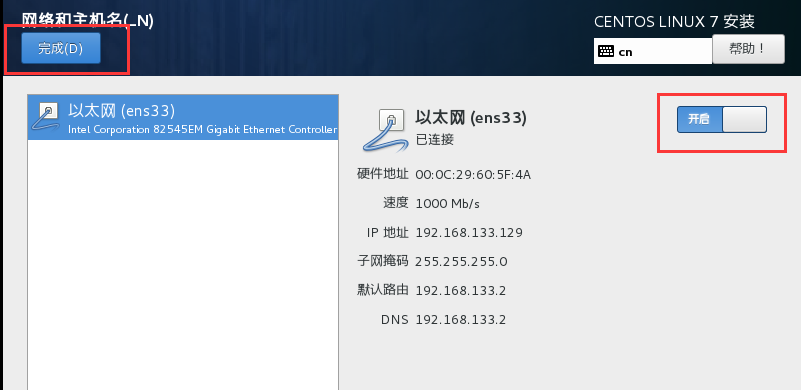 网络和主机名(_N)
CENTOS LINUX 7 安装
完成(D)
cn
帮助！
以太网 (ens33)
Intel Corporation 82545EM Gigabit Ethernet Controller
以太网 (ens33)
已连接
开启
硬件地址 00:0C:29:60:5F:4A
速度 1000 Mb/s
IP 地址 192.168.133.129
子网掩码 255.255.255.0
默认路由 192.168.133.2
DNS 192.168.133.2